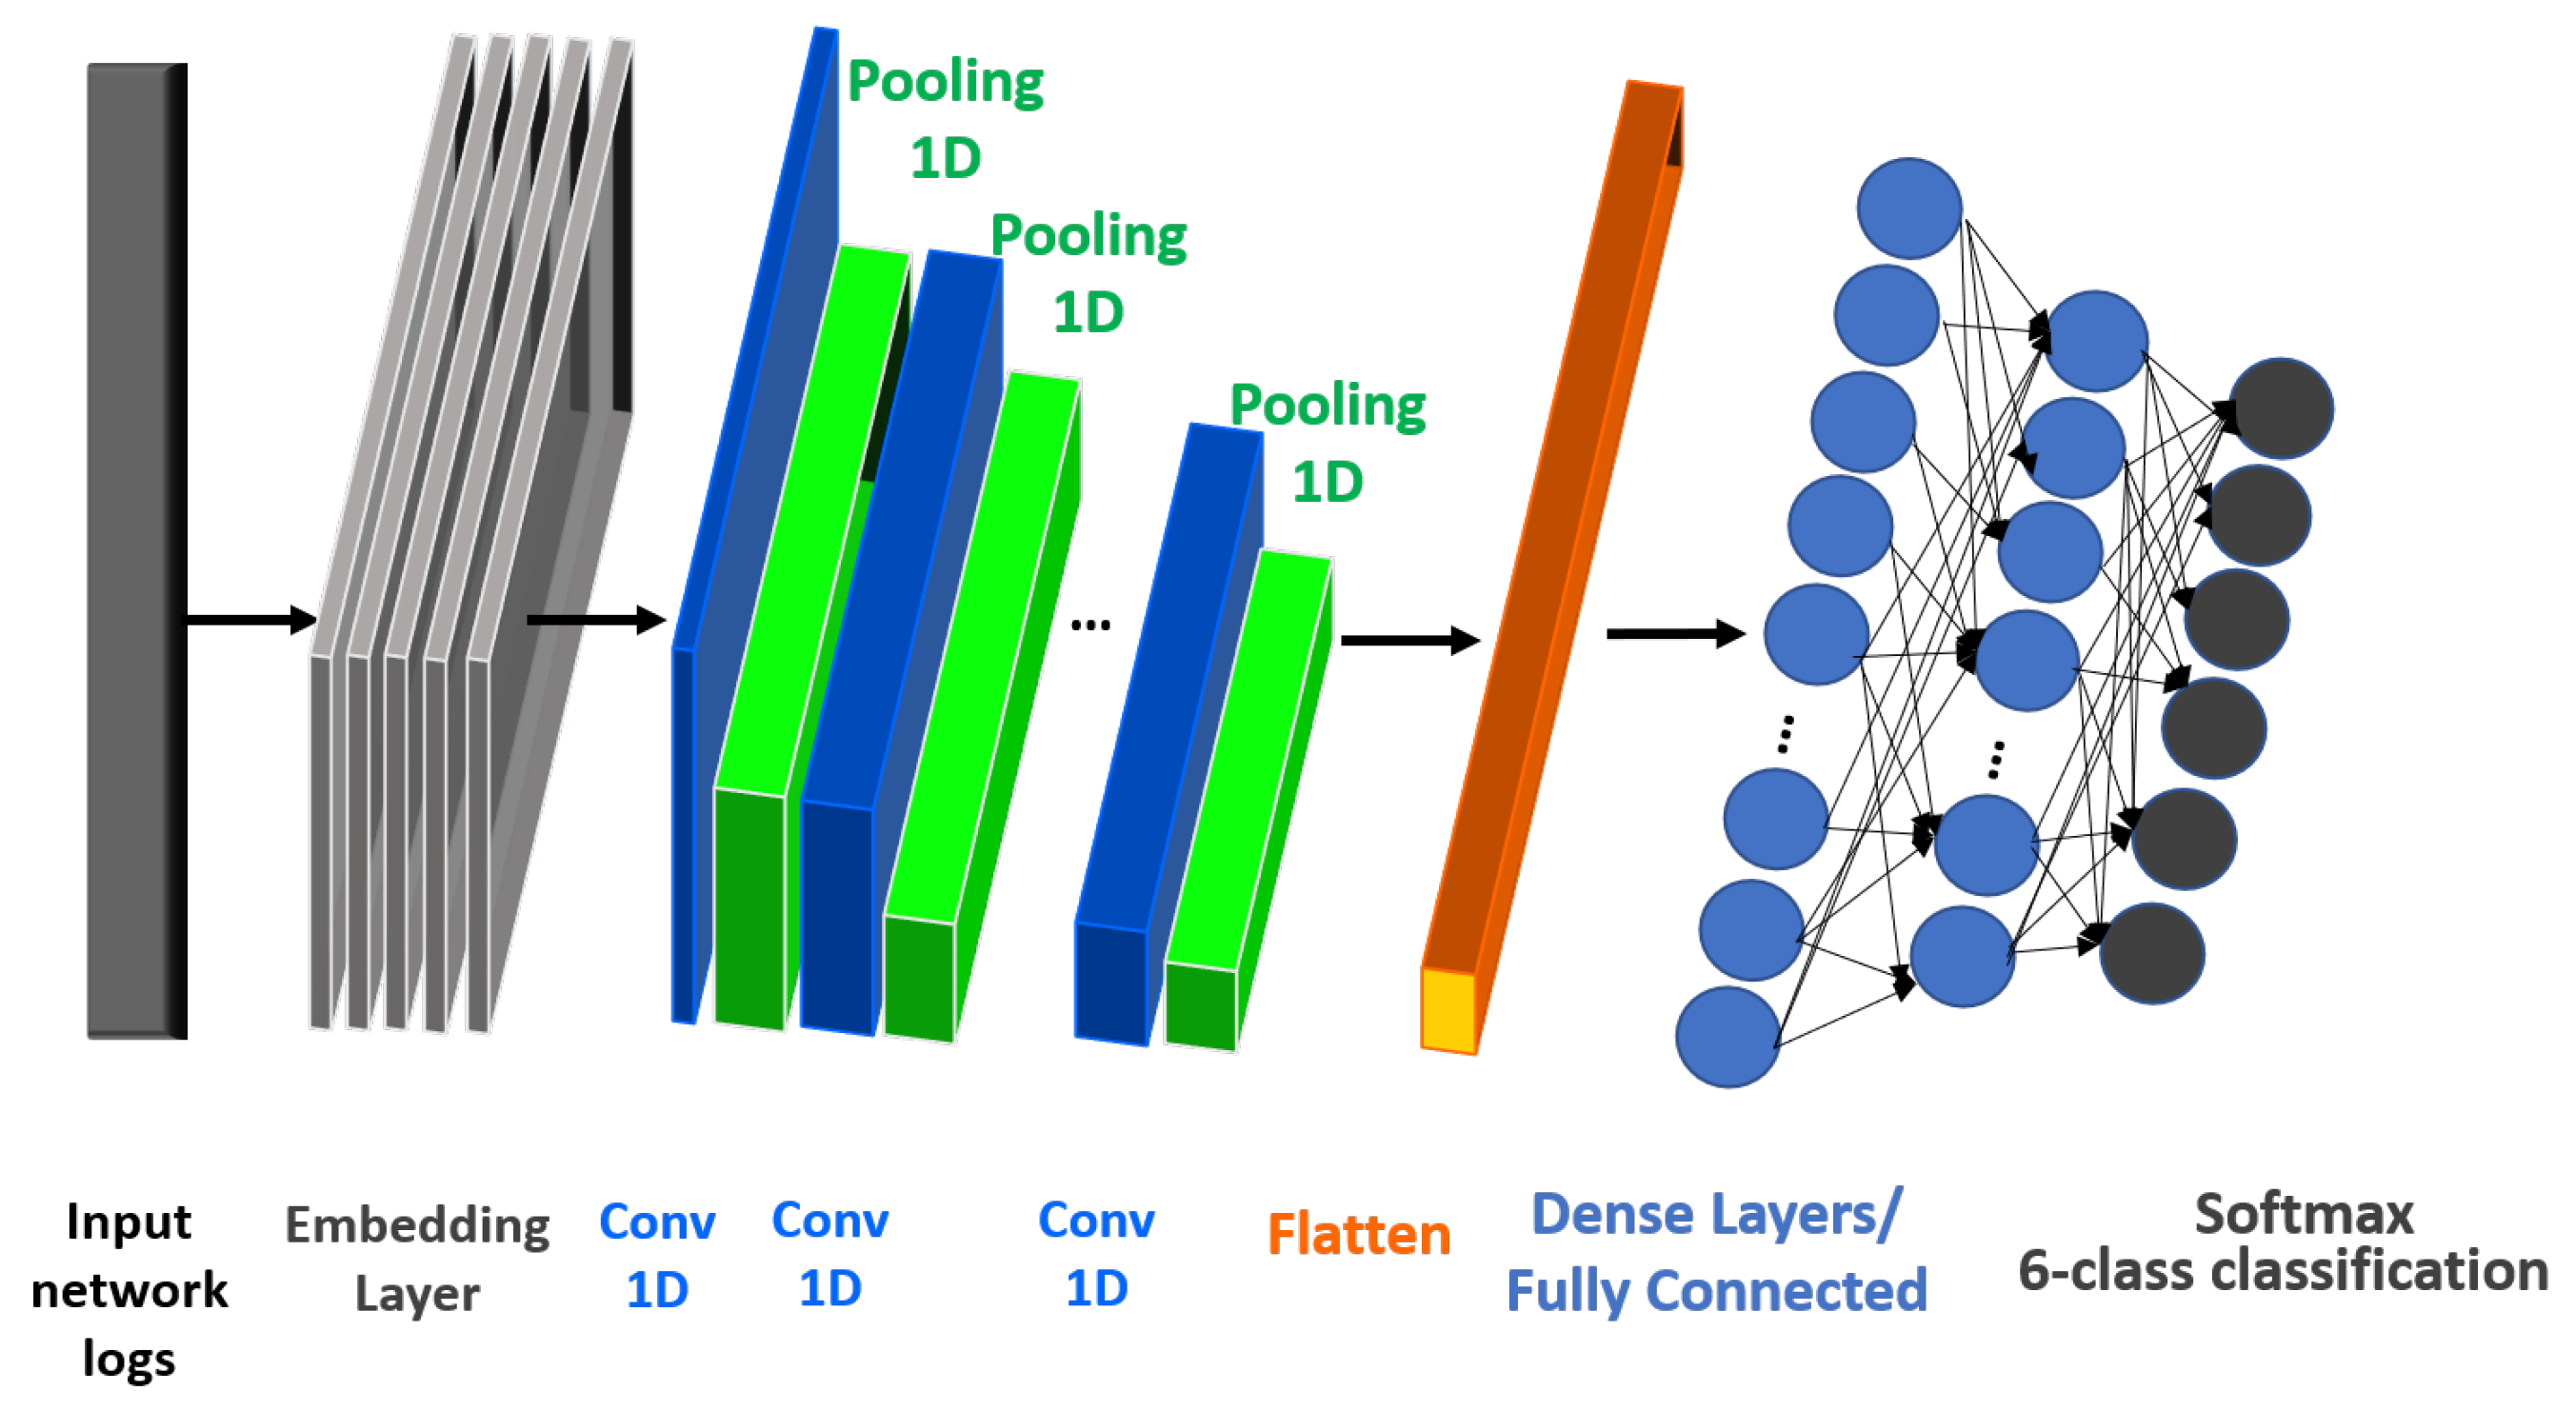 Pooling
1D
Pooling
1D
Pooling
1D
...
Input
network
logs
Embedding
Layer
Conv
1D
Conv
1D
Conv
1D
Flatten
Dense Layers/
Fully Connected
Softmax
6-class classification